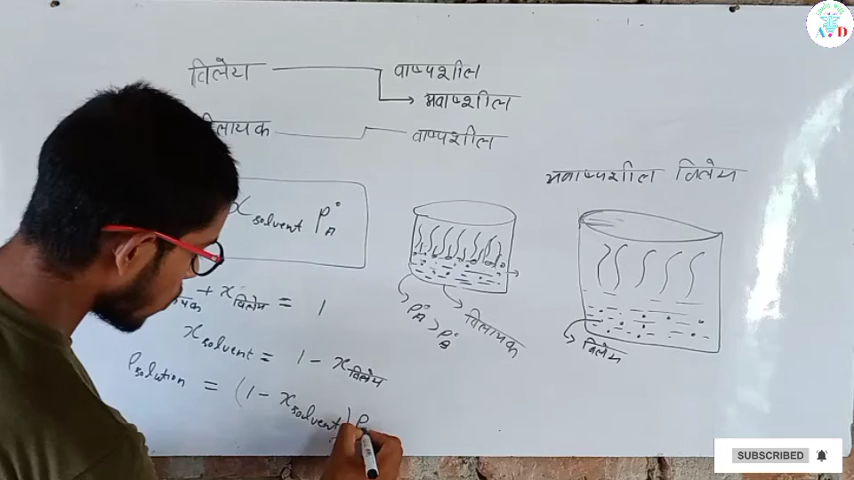 विलेय वाष्पशील
अवाष्पशील
लायक वाष्पशील
अवाष्पशील विलेय
x solvent P°A
+ x विलेय = 1
x solvent = 1 - x विलेय
P solution = (1 - x solvent) P
P°A > P°B
विलायक
विलेय
A D
SUBSCRIBED